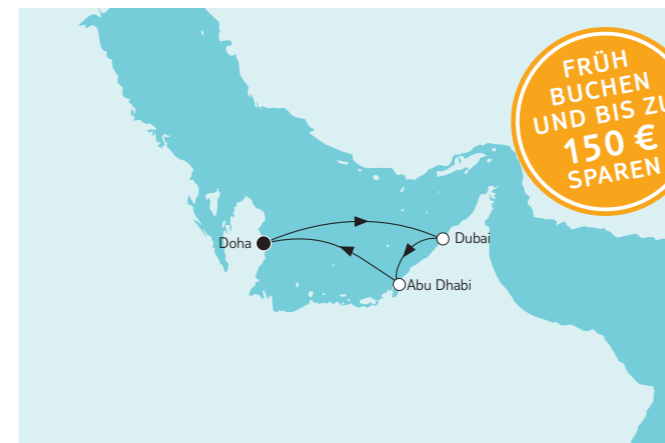 FRÜH
BUCHEN
UND BIS ZU
150 €
SPAREN
Doha
Dubai
Abu Dhabi